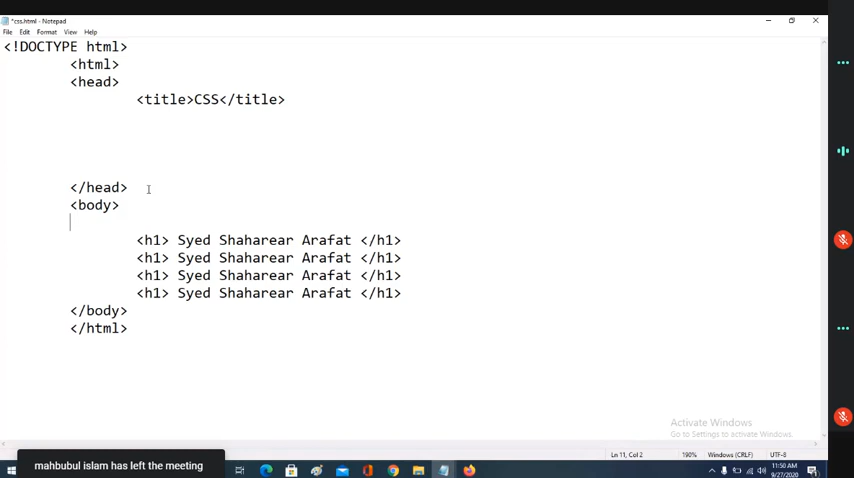 *css.html - Notepad
File Edit Format View Help
<!DOCTYPE html>
<html>
<head>
<title>CSS</title>
</head>
<body>
<h1> Syed Shaharear Arafat </h1>
<h1> Syed Shaharear Arafat </h1>
<h1> Syed Shaharear Arafat </h1>
<h1> Syed Shaharear Arafat </h1>
</body>
</html>
Activate Windows
Go to Settings to activate Windows.
Ln 11, Col 2 190% Windows (CRLF) UTF-8
mahbubul islam has left the meeting
11:50 AM
9/27/2020